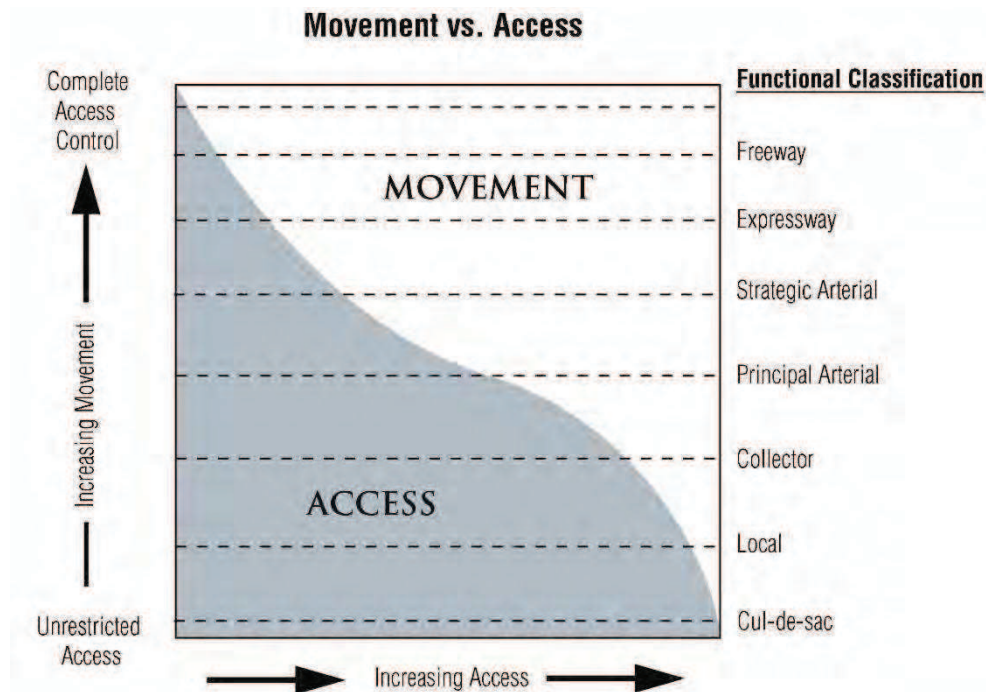 Movement vs. Access
Complete
Access
Control
Increasing Movement
Unrestricted
Access
MOVEMENT
ACCESS
Functional Classification
Freeway
Expressway
Strategic Arterial
Principal Arterial
Collector
Local
Cul-de-sac
Increasing Access